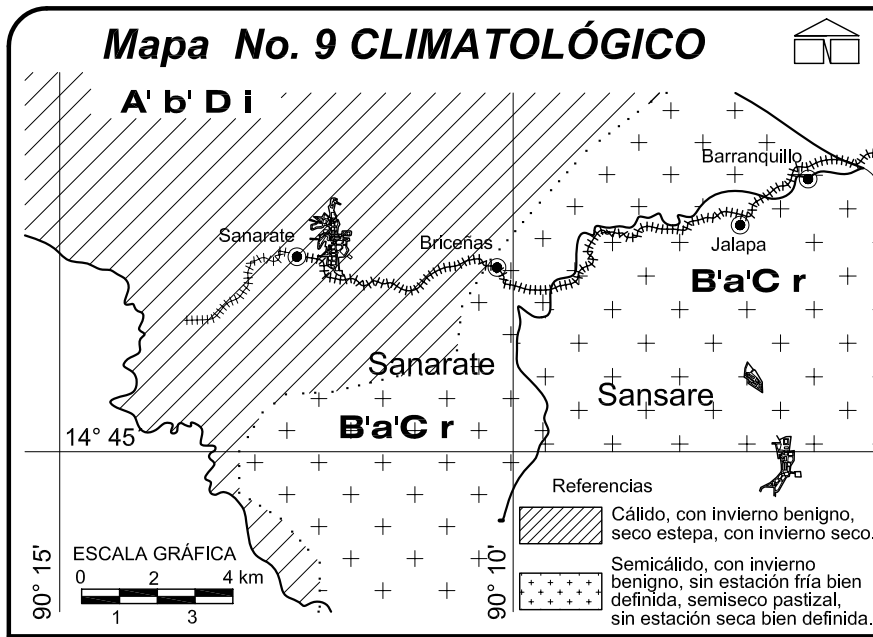 Mapa No. 9 CLIMATOLÓGICO
A' b' D i
Barranquillo
Sanarate
Briceñas
Jalapa
B'a'C r
Sanarate
Sansare
B'a'C r
14° 45'
90° 15'
90° 10'
Referencias
Cálido, con invierno benigno,
seco estepa, con invierno seco.
Semicálido, con invierno
benigno, sin estación fría bien
definida, semiseco pastizal,
sin estación seca bien definida.
ESCALA GRÁFICA
0 2 4 km
1 3